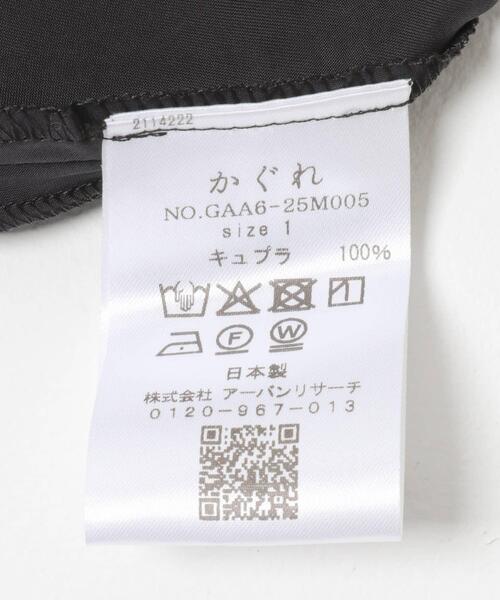 2114222
かぐれ
NO.GAA6-25M005
size 1
キュプラ 100%
F W
日本製
株式会社 アーバンリサーチ
0120-967-013